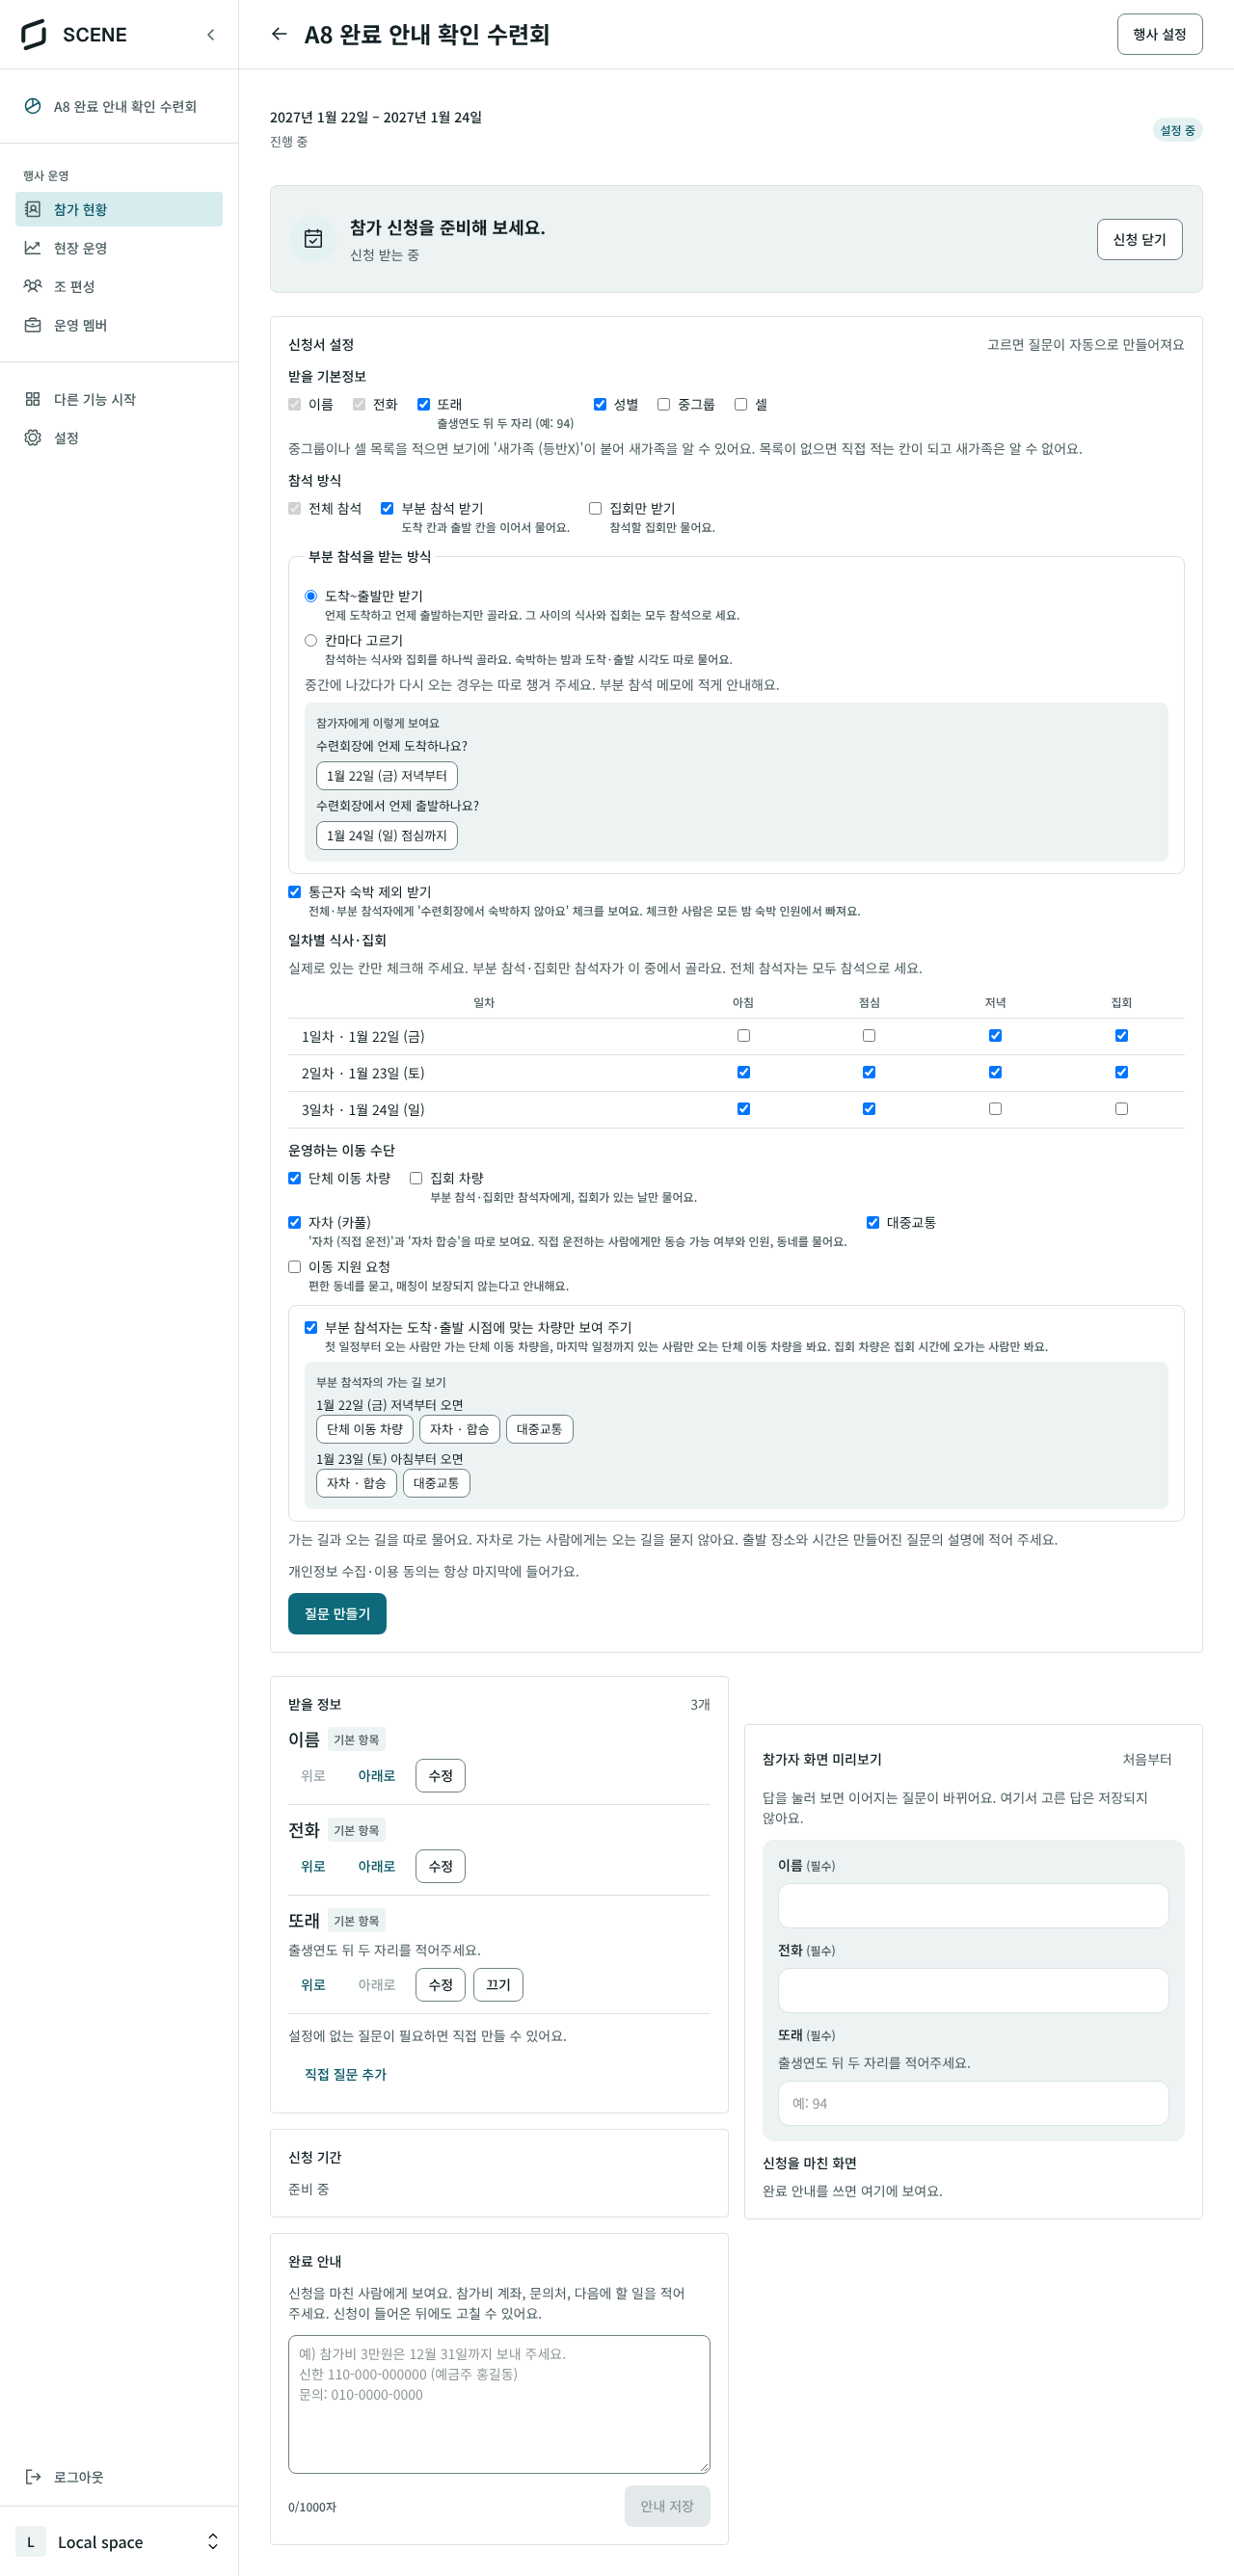 SCENE
A8 완료 안내 확인 수련회
행사 운영
참가 현황
현장 운영
조 편성
운영 멤버
다른 기능 시작
설정
로그아웃
L Local space
A8 완료 안내 확인 수련회
행사 설정
2027년 1월 22일 – 2027년 1월 24일
진행 중
설정 중
참가 신청을 준비해 보세요.
신청 받는 중
신청 닫기
신청서 설정
고르면 질문이 자동으로 만들어져요
받을 기본정보
이름 전화 또래 성별 중그룹 셀
출생연도 뒤 두 자리 (예: 94)
중그룹이나 셀 목록을 적으면 보기에 '새가족 (등반X)'이 붙어 새가족을 알 수 있어요. 목록이 없으면 직접 적는 칸이 되고 새가족은 알 수 없어요.
참석 방식
전체 참석 부분 참석 받기 집회만 받기
도착 칸과 출발 칸을 이어서 물어요. 참석할 집회만 물어요.
부분 참석을 받는 방식
도착~출발만 받기
언제 도착하고 언제 출발하는지만 골라요. 그 사이의 식사와 집회는 모두 참석으로 세요.
칸마다 고르기
참석하는 식사와 집회를 하나씩 골라요. 숙박하는 밤과 도착·출발 시각도 따로 물어요.
중간에 나갔다가 다시 오는 경우는 따로 챙겨 주세요. 부분 참석 메모에 적게 안내해요.
참가자에게 이렇게 보여요
수련회장에 언제 도착하나요?
1월 22일 (금) 저녁부터
수련회장에서 언제 출발하나요?
1월 24일 (일) 점심까지
통근자 숙박 제외 받기
전체·부분 참석자에게 '수련회장에서 숙박하지 않아요' 체크를 보여요. 체크한 사람은 모든 밤 숙박 인원에서 빠져요.
일차별 식사·집회
실제로 있는 칸만 체크해 주세요. 부분 참석·집회만 참석자가 이 중에서 골라요. 전체 참석자는 모두 참석으로 세요.
일차 아침 점심 저녁 집회
1일차 · 1월 22일 (금)
2일차 · 1월 23일 (토)
3일차 · 1월 24일 (일)
운영하는 이동 수단
단체 이동 차량 집회 차량
부분 참석·집회만 참석자에게, 집회가 있는 날만 물어요.
자차 (카풀) 대중교통
'자차 (직접 운전)'과 '자차 합승'을 따로 보여요. 직접 운전하는 사람에게만 동승 가능 여부와 인원, 동네를 물어요.
이동 지원 요청
편한 동네를 묻고, 매칭이 보장되지 않는다고 안내해요.
부분 참석자는 도착·출발 시점에 맞는 차량만 보여 주기
첫 일정부터 오는 사람만 가는 단체 이동 차량을, 마지막 일정까지 있는 사람만 오는 단체 이동 차량을 봐요. 집회 차량은 집회 시간에 오가는 사람만 봐요.
부분 참석자의 가는 길 보기
1월 22일 (금) 저녁부터 오면
단체 이동 차량 자차 · 합승 대중교통
1월 23일 (토) 아침부터 오면
자차 · 합승 대중교통
가는 길과 오는 길을 따로 물어요. 자차로 가는 사람에게는 오는 길을 묻지 않아요. 출발 장소와 시간은 만들어진 질문의 설명에 적어 주세요.
개인정보 수집·이용 동의는 항상 마지막에 들어가요.
질문 만들기
받을 정보 3개
이름 기본 항목
위로 아래로 수정
전화 기본 항목
위로 아래로 수정
또래 기본 항목
출생연도 뒤 두 자리를 적어주세요.
위로 아래로 수정 끄기
설정에 없는 질문이 필요하면 직접 만들 수 있어요.
직접 질문 추가
신청 기간
준비 중
완료 안내
신청을 마친 사람에게 보여요. 참가비 계좌, 문의처, 다음에 할 일을 적어
주세요. 신청이 들어온 뒤에도 고칠 수 있어요.
예) 참가비 3만원은 12월 31일까지 보내 주세요.
신한 110-000-000000 (예금주 홍길동)
문의: 010-0000-0000
0/1000자
안내 저장
참가자 화면 미리보기 처음부터
답을 눌러 보면 이어지는 질문이 바뀌어요. 여기서 고른 답은 저장되지
않아요.
이름 (필수)
전화 (필수)
또래 (필수)
출생연도 뒤 두 자리를 적어주세요.
예: 94
신청을 마친 화면
완료 안내를 쓰면 여기에 보여요.